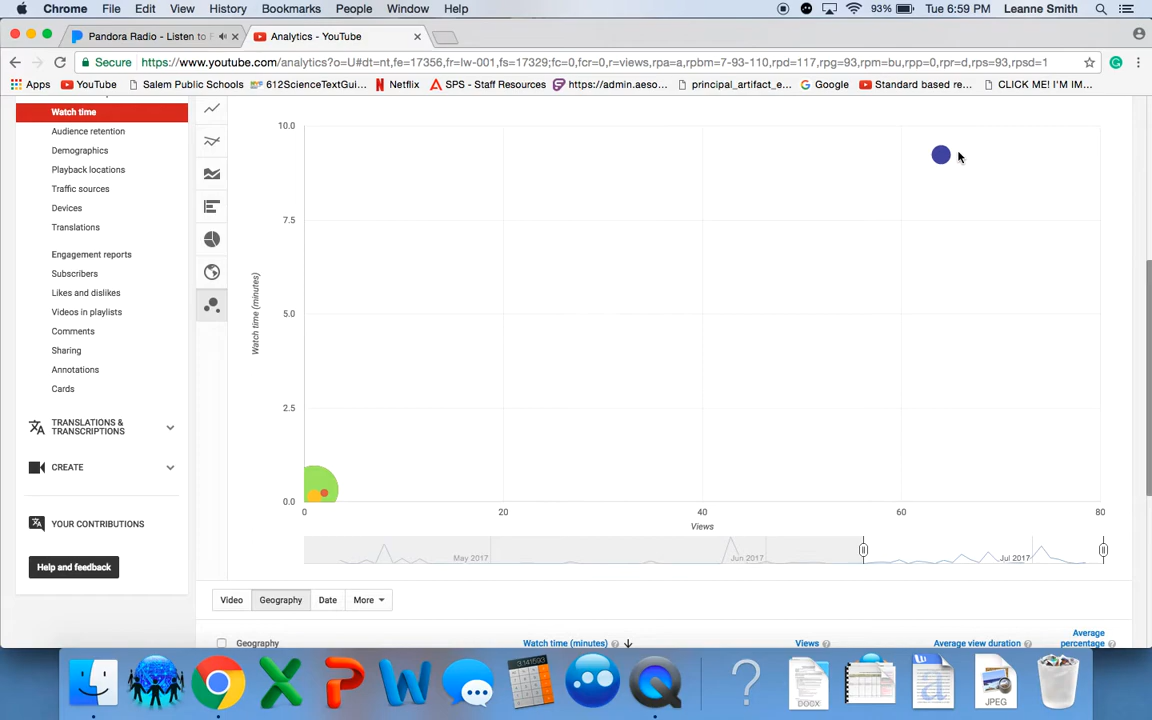 Chrome File Edit View History Bookmarks People Window Help 93% Tue 6:59 PM Leanne Smith
Pandora Radio - Listen to F × Analytics - YouTube ×
Secure https://www.youtube.com/analytics?o=U#dt=nt,fe=17356,fr=lw-001,fs=17329;fc=0,fcr=0,r=views,rpa=a,rpbm=7-93-110,rpd=117,rpg=93,rpm=bu,rpp=0,rpr=d,rps=93,rpsd=1
Apps YouTube Salem Public Schools 612ScienceTextGui... Netflix SPS - Staff Resources https://admin.aeso... principal_artifact_e... Google Standard based re... CLICK ME! I'M IM...
Watch time
Audience retention
Demographics
Playback locations
Traffic sources
Devices
Translations
Engagement reports
Subscribers
Likes and dislikes
Videos in playlists
Comments
Sharing
Annotations
Cards
TRANSLATIONS &
TRANSCRIPTIONS
CREATE
YOUR CONTRIBUTIONS
Help and feedback
10.0
7.5
5.0
2.5
0.0
Watch time (minutes)
0 20 40 60 80
Views
May 2017 Jun 2017 Jul 2017
Video Geography Date More
Geography Watch time (minutes) ? Views ? Average view duration ? Average
percentage ?
3.141593
DOCX
JPEG